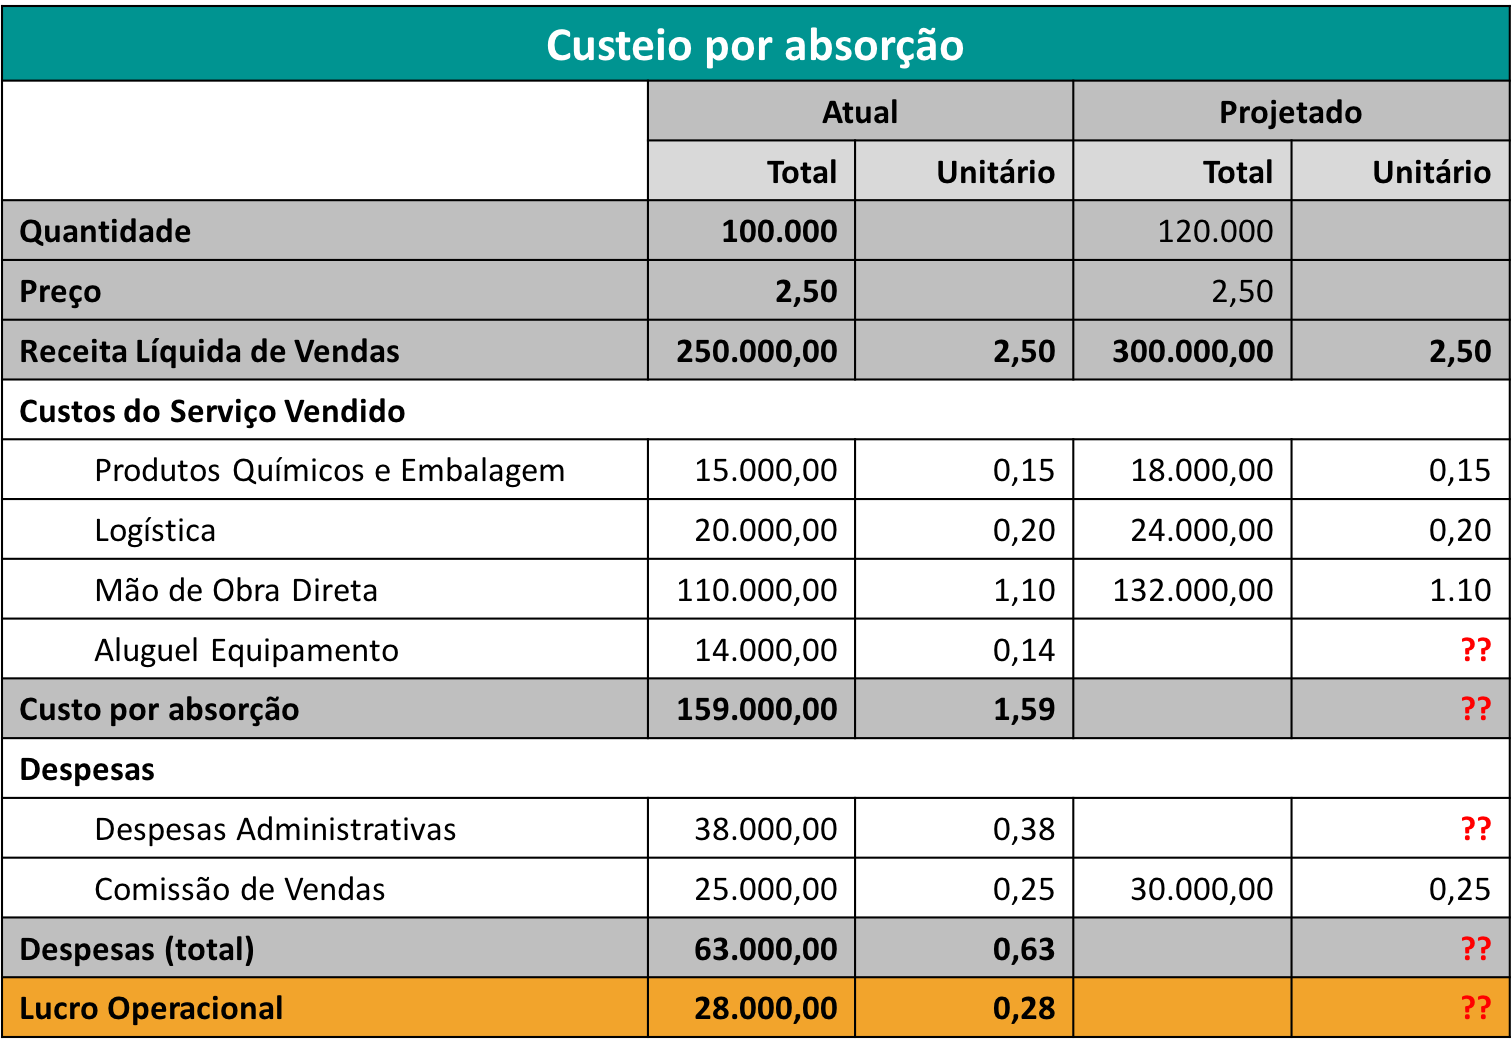 Custeio por absorção
Atual Projetado
Total Unitário Total Unitário
Quantidade 100.000 120.000
Preço 2,50 2,50
Receita Líquida de Vendas 250.000,00 2,50 300.000,00 2,50
Custos do Serviço Vendido
Produtos Químicos e Embalagem 15.000,00 0,15 18.000,00 0,15
Logística 20.000,00 0,20 24.000,00 0,20
Mão de Obra Direta 110.000,00 1,10 132.000,00 1.10
Aluguel Equipamento 14.000,00 0,14 ??
Custo por absorção 159.000,00 1,59 ??
Despesas
Despesas Administrativas 38.000,00 0,38 ??
Comissão de Vendas 25.000,00 0,25 30.000,00 0,25
Despesas (total) 63.000,00 0,63 ??
Lucro Operacional 28.000,00 0,28 ??